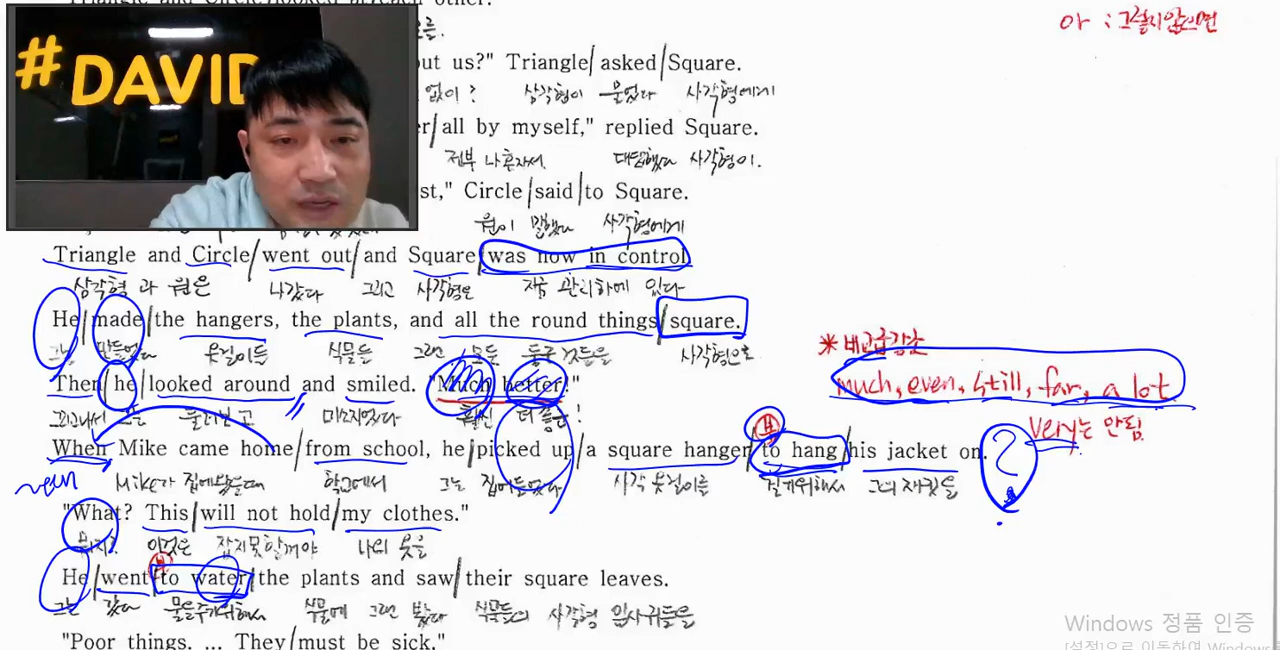 Triangle and Circle/looked at/each other.
아 : 그렇지않으면
# DAVID
out us?" Triangle/asked/Square.
없이? 삼각형이 물었다 사각형에게
er/all by myself," replied Square.
전부 나혼자서. 대답했다 사각형이.
st," Circle/said/to Square.
원이 말했다 사각형에게
Triangle and Circle/went out/and Square/was now in control
삼각형 과 원은 나갔다 그리고 사각형은 지금 관리하에 있다
He/made/the hangers, the plants, and all the round things/square.
그는 만들었다 옷걸이들 식물들 그리고 둥근 것들을 사각형으로
*비교급강조
Then/he/looked around and smiled. "Much better!"
much, even, still, far, a lot
그리고나서 그는 둘러보고 미소지었다 훨씬 더 좋군!
very는 안됨.
When Mike came home/from school, he/picked up/a square hanger/to hang/his jacket on.
Mike가 집에왔을때 학교에서 그는 집어들었다 사각 옷걸이를 걸기위해서 그의 재킷을
"What? This/will not hold/my clothes."
뭐지? 이것은 잡지못할꺼야 나의 옷을
He/went/to water/the plants and saw/their square leaves.
그는 갔다 물을주기위해서 식물에 그리고 봤다 식물들의 사각형 잎사귀들을
Windows 정품 인증
"Poor things. ... They/must be sick."